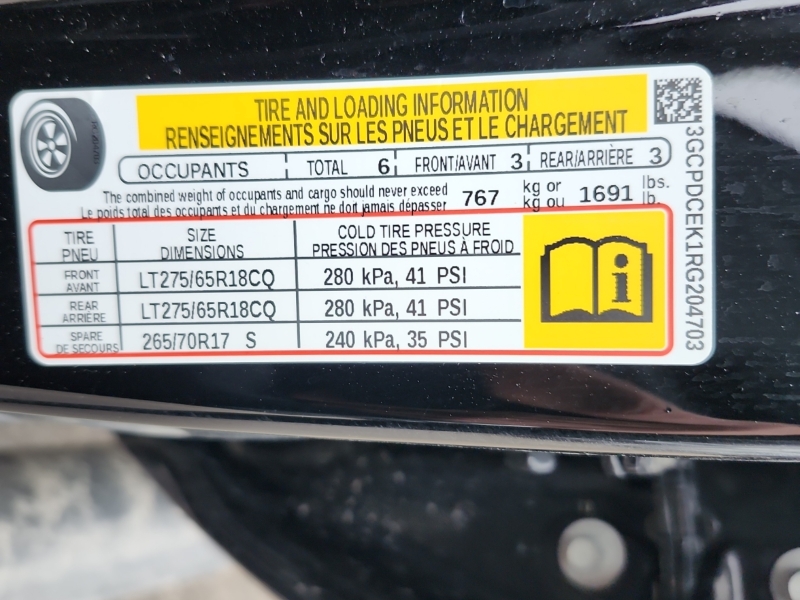 TIRE AND LOADING INFORMATION
RENSEIGNEMENTS SUR LES PNEUS ET LE CHARGEMENT
OCCUPANTS TOTAL 6 FRONT/AVANT 3 REAR/ARRIÈRE 3
The combined weight of occupants and cargo should never exceed 767 kg or 1691 lbs.
Le poids total des occupants et du chargement ne doit jamais dépasser kg ou lb.
TIRE SIZE COLD TIRE PRESSURE
PNEU DIMENSIONS PRESSION DES PNEUS À FROID
FRONT AVANT LT275/65R18CQ 280 kPa, 41 PSI
REAR ARRIÈRE LT275/65R18CQ 280 kPa, 41 PSI
SPARE DE SECOURS 265/70R17 S 240 kPa, 35 PSI
3GCPDCEK1RG204703